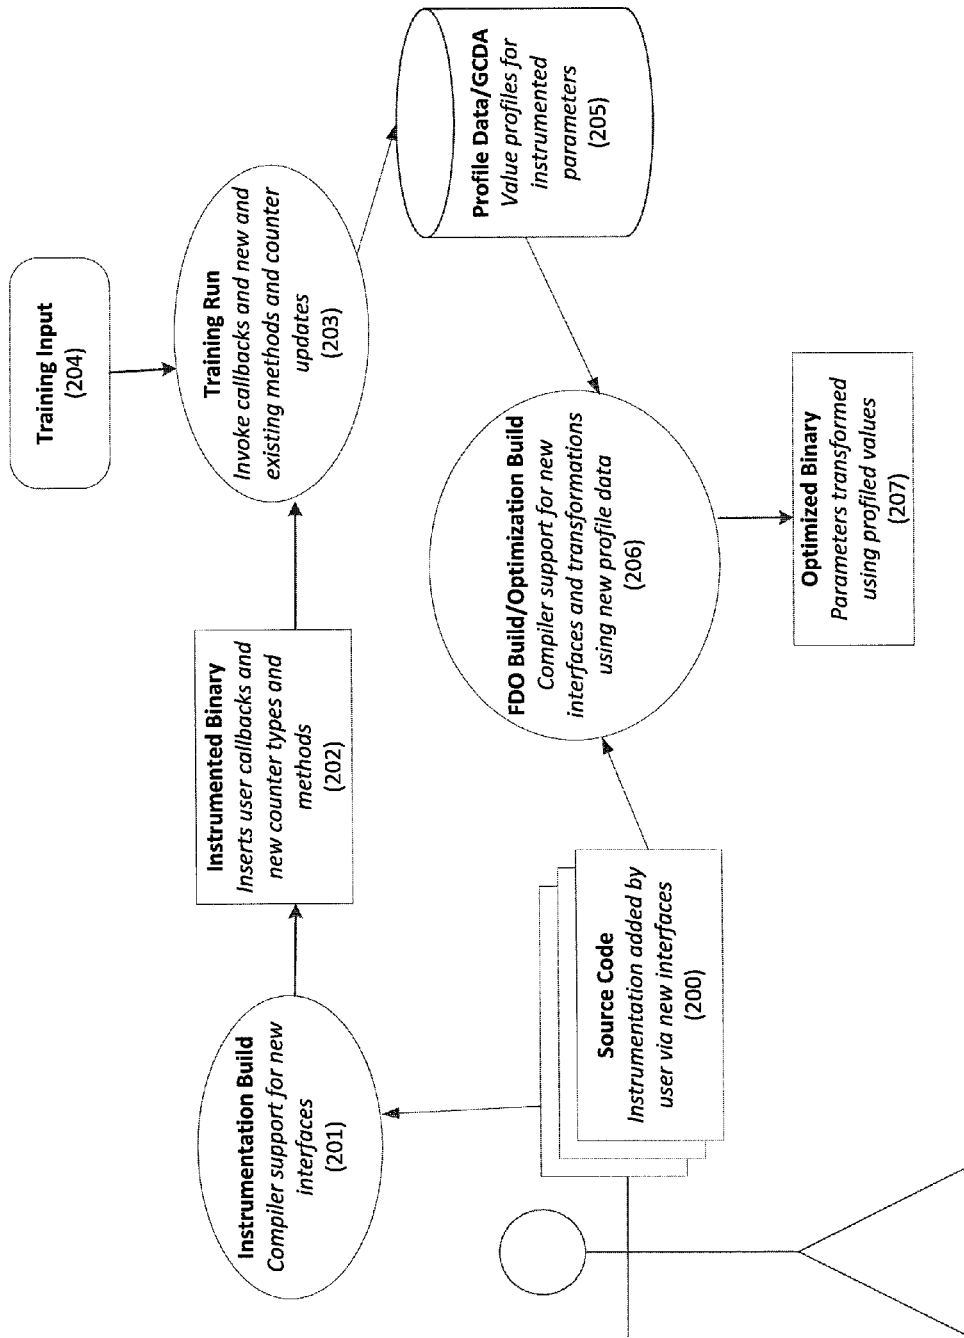 Training Input
(204)
Training Run
Invoke callbacks and new and
existing methods and counter
updates
(203)
Profile Data/GCDA
Value profiles for
instrumented
parameters
(205)
Instrumented Binary
Inserts user callbacks and
new counter types and
methods
(202)
Instrumentation Build
Compiler support for new
interfaces
(201)
FDO Build/Optimization Build
Compiler support for new
interfaces and transformations
using new profile data
(206)
Source Code
Instrumentation added by
user via new interfaces
(200)
Optimized Binary
Parameters transformed
using profiled values
(207)